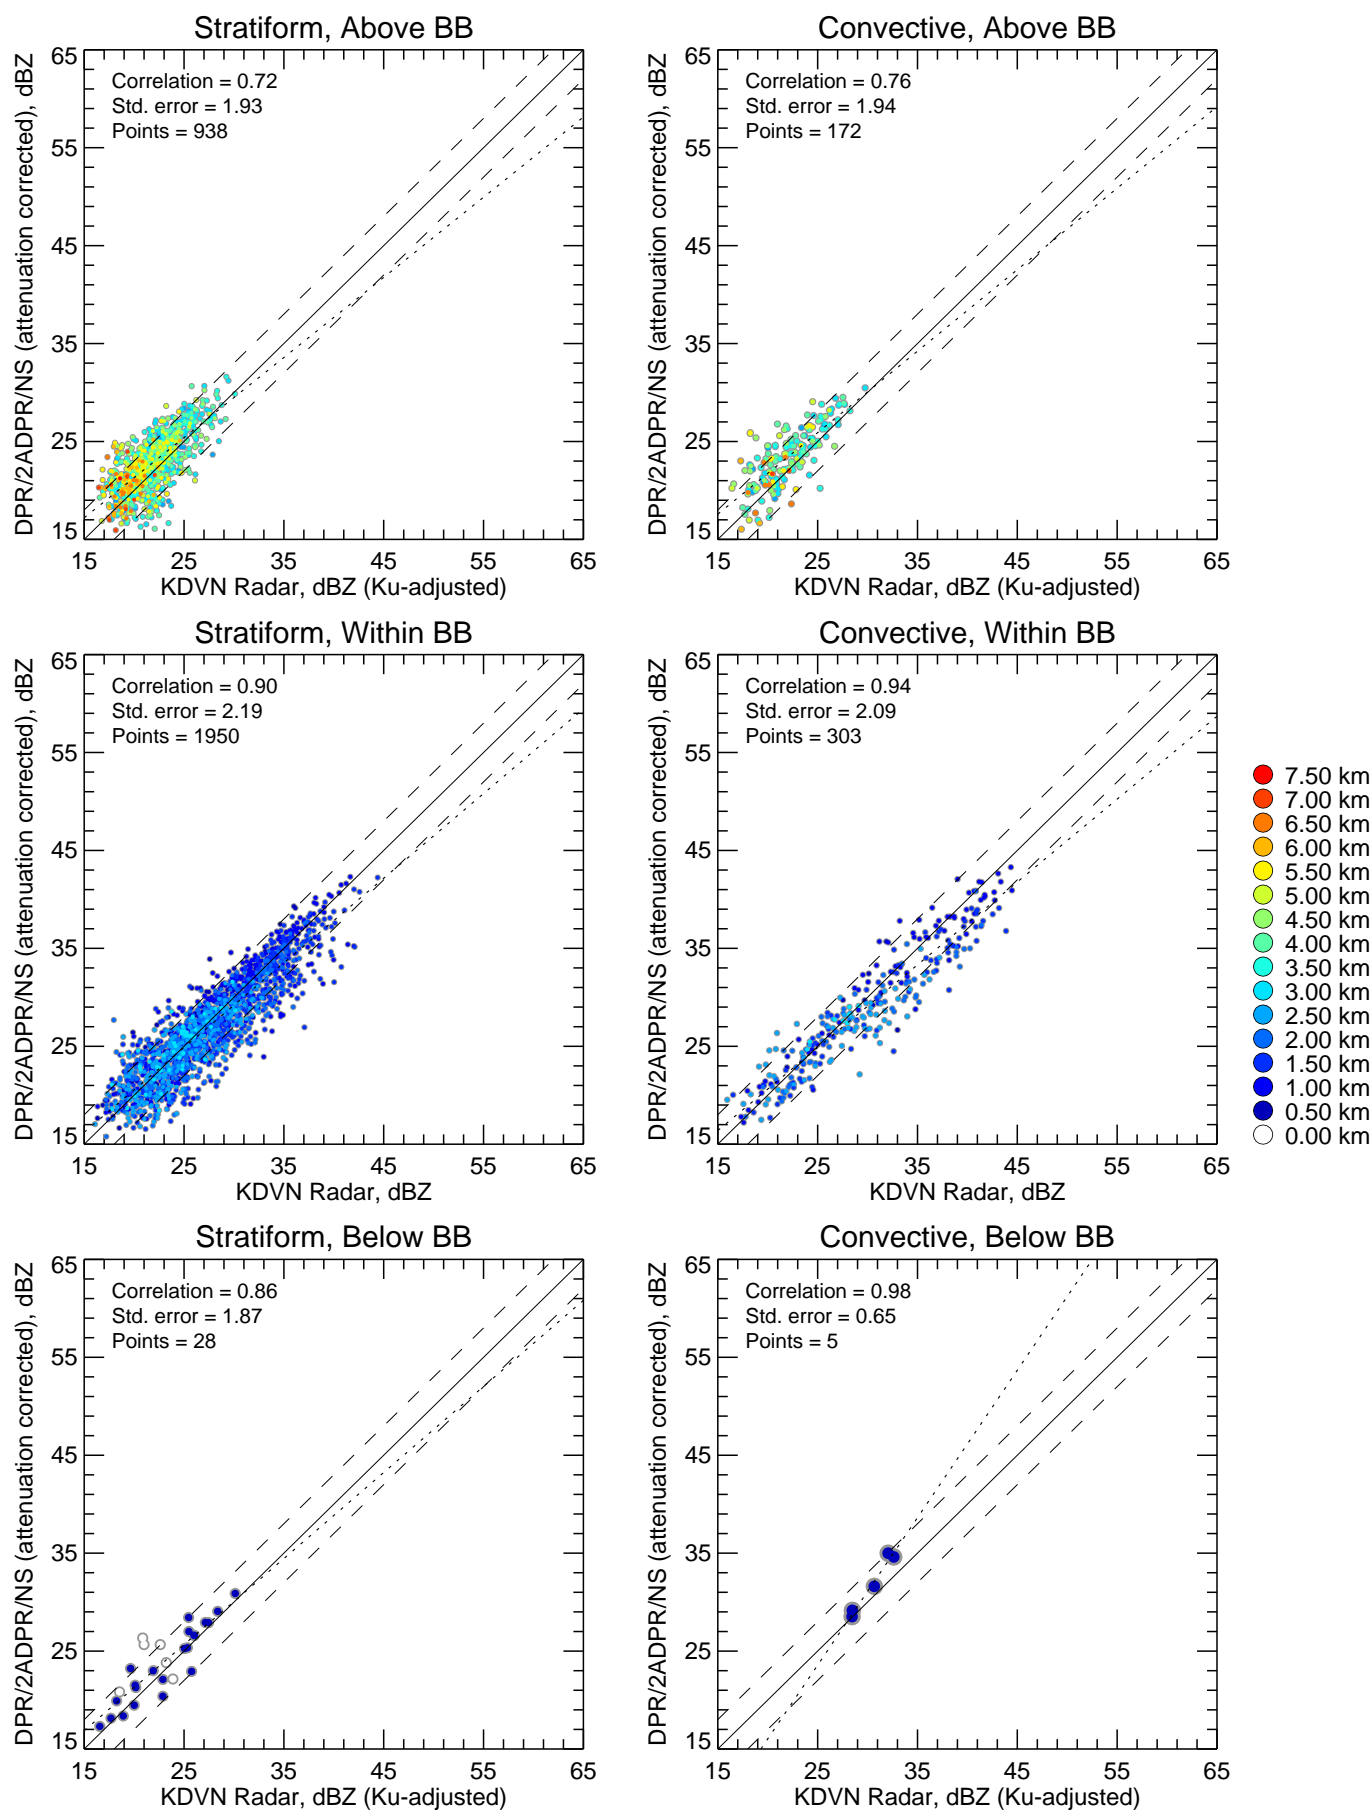 Stratiform, Above BB
Correlation = 0.72
Std. error = 1.93
Points = 938
65
55
45
35
25
15
DPR/2ADPR/NS (attenuation corrected), dBZ
15 25 35 45 55 65
KDVN Radar, dBZ (Ku-adjusted)
Convective, Above BB
Correlation = 0.76
Std. error = 1.94
Points = 172
65
55
45
35
25
15
DPR/2ADPR/NS (attenuation corrected), dBZ
15 25 35 45 55 65
KDVN Radar, dBZ (Ku-adjusted)
Stratiform, Within BB
Correlation = 0.90
Std. error = 2.19
Points = 1950
65
55
45
35
25
15
DPR/2ADPR/NS (attenuation corrected), dBZ
15 25 35 45 55 65
KDVN Radar, dBZ
Convective, Within BB
Correlation = 0.94
Std. error = 2.09
Points = 303
65
55
45
35
25
15
DPR/2ADPR/NS (attenuation corrected), dBZ
15 25 35 45 55 65
KDVN Radar, dBZ
7.50 km
7.00 km
6.50 km
6.00 km
5.50 km
5.00 km
4.50 km
4.00 km
3.50 km
3.00 km
2.50 km
2.00 km
1.50 km
1.00 km
0.50 km
0.00 km
Stratiform, Below BB
Correlation = 0.86
Std. error = 1.87
Points = 28
65
55
45
35
25
15
DPR/2ADPR/NS (attenuation corrected), dBZ
15 25 35 45 55 65
KDVN Radar, dBZ (Ku-adjusted)
Convective, Below BB
Correlation = 0.98
Std. error = 0.65
Points = 5
65
55
45
35
25
15
DPR/2ADPR/NS (attenuation corrected), dBZ
15 25 35 45 55 65
KDVN Radar, dBZ (Ku-adjusted)